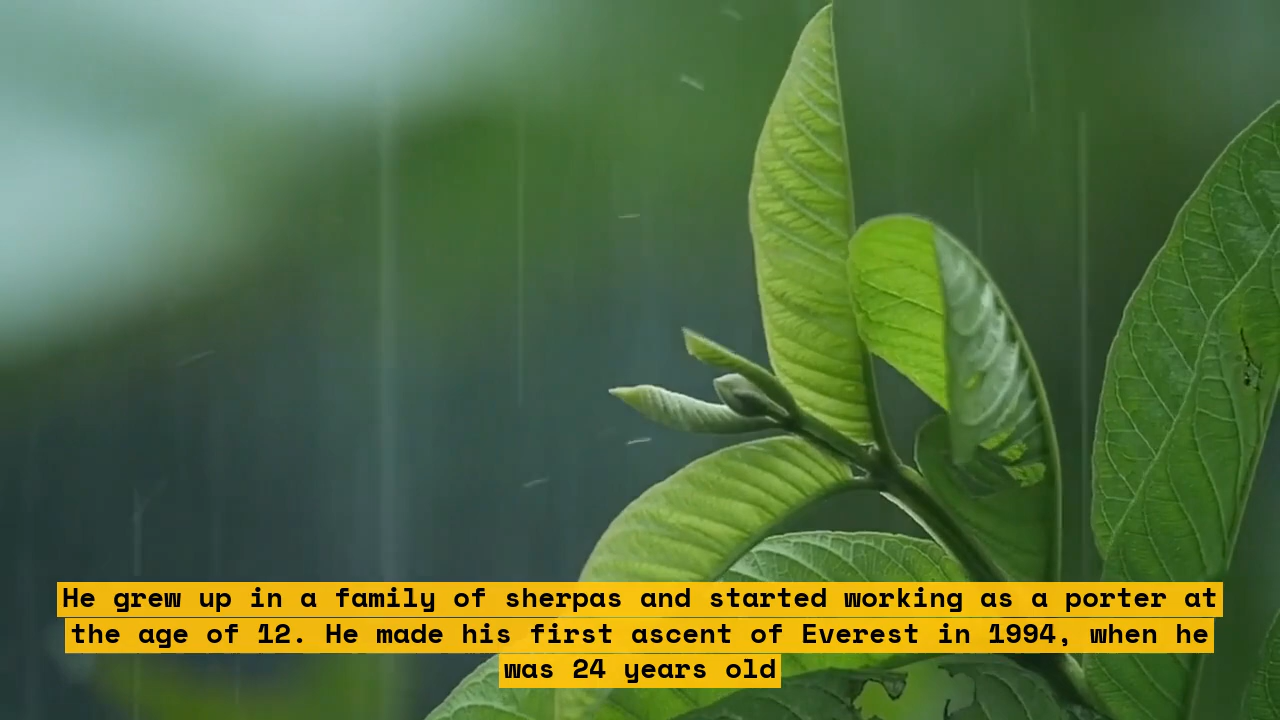 He grew up in a family of sherpas and started working as a porter at
the age of 12. He made his first ascent of Everest in 1994, when he
was 24 years old